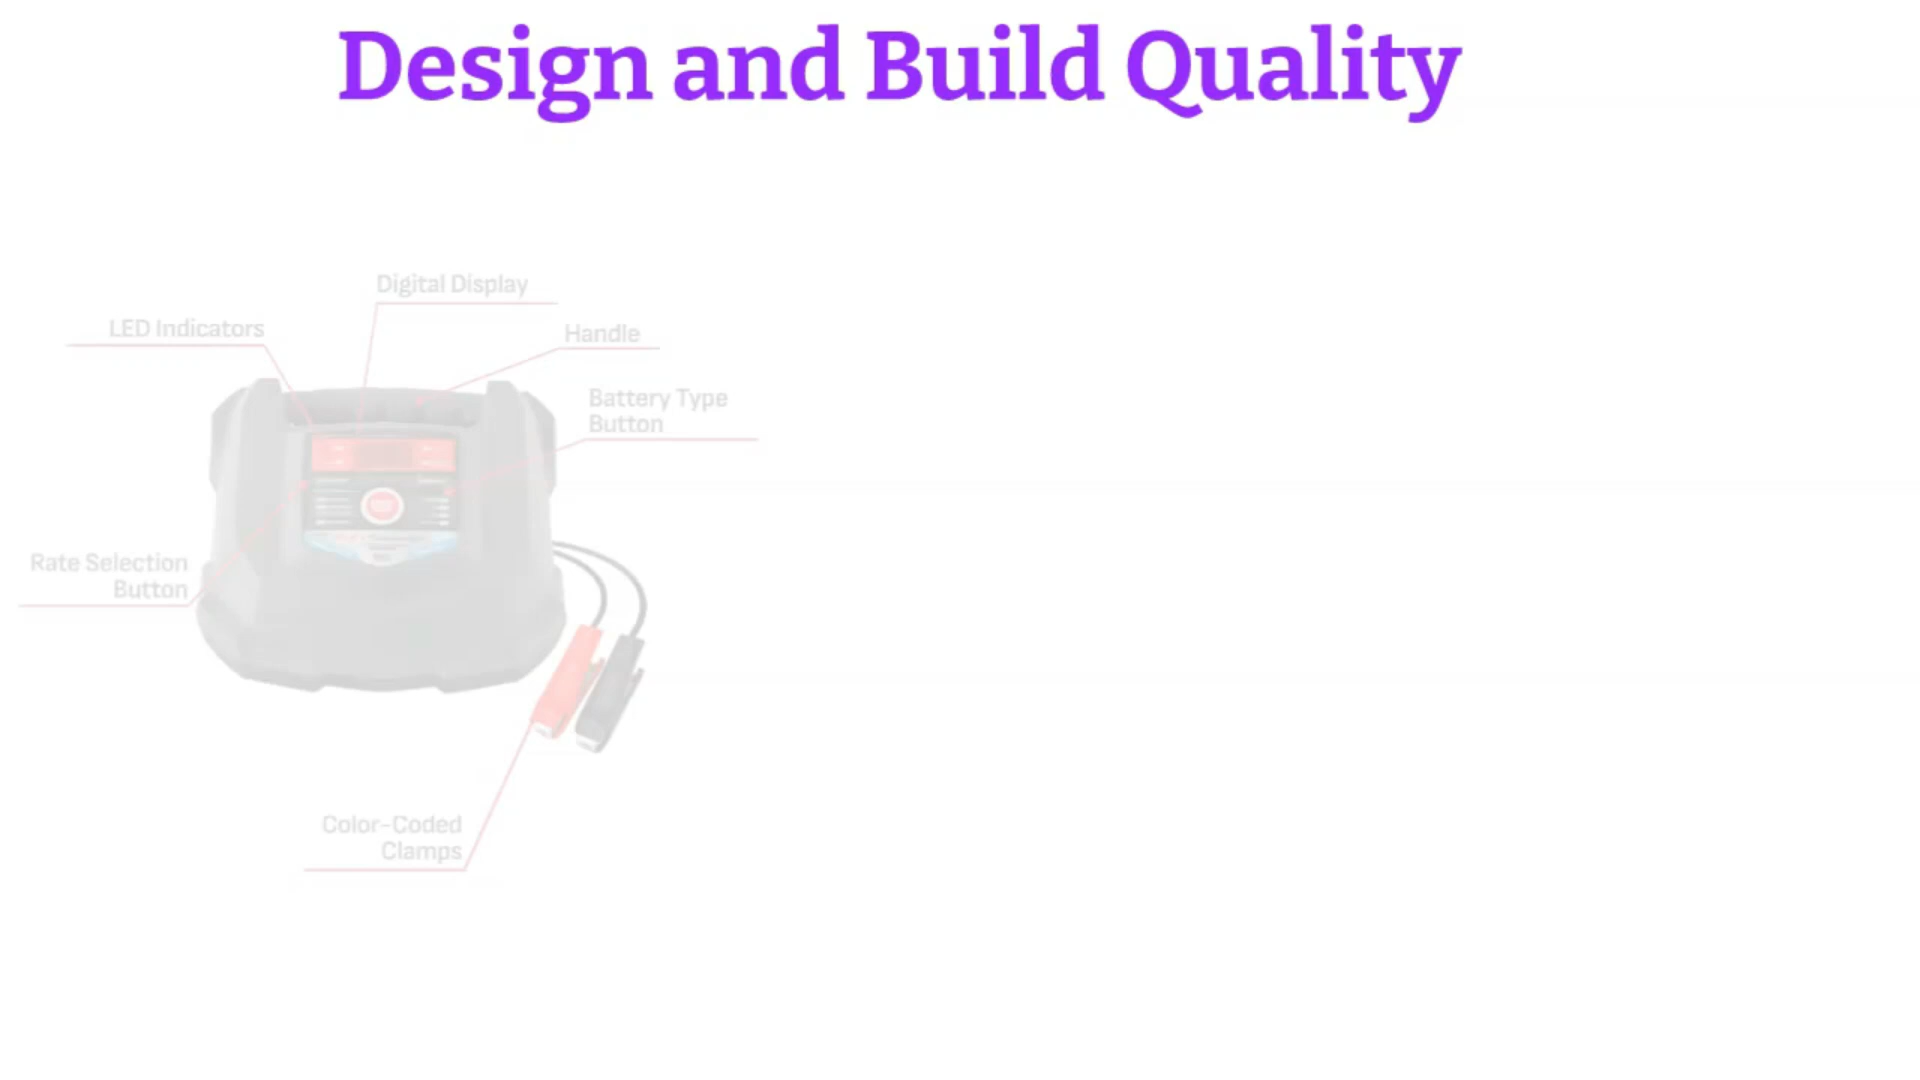 Design and Build Quality
Digital Display
LED Indicators
Handle
Battery Type
Button
Rate Selection
Button
Color-Coded
Clamps